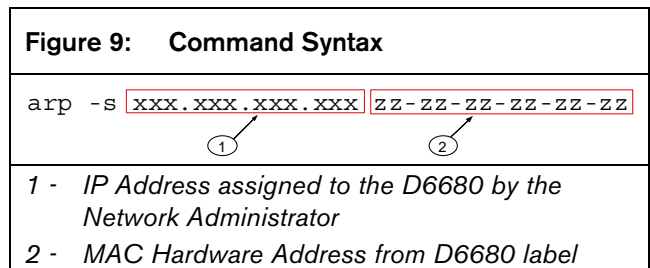 Figure 9: Command Syntax
arp -s xxx.xxx.xxx.xxx zz-zz-zz-zz-zz-zz
1 2
1 - IP Address assigned to the D6680 by the
Network Administrator
2 - MAC Hardware Address from D6680 label